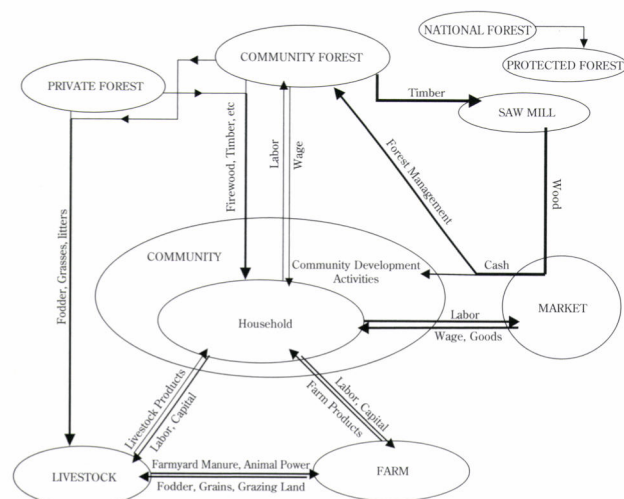 NATIONAL FOREST
COMMUNITY FOREST
PROTECTED FOREST
PRIVATE FOREST
Timber
SAW MILL
Firewood, Timber, etc
Labor
Wage
Forest Management
Wood
Fodder, Grasses, litters
COMMUNITY
Community Development
Activities
Cash
MARKET
Household
Labor
Wage, Goods
Livestock Products
Labor, Capital
Labor, Capital
Farm Products
LIVESTOCK
Farmyard Manure, Animal Power
Fodder, Grains, Grazing Land
FARM